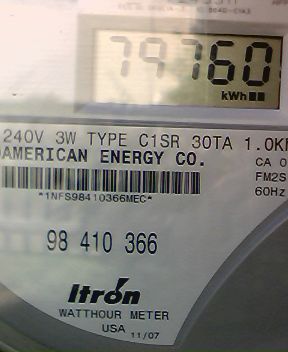 79760
kWh
240V 3W TYPE C1SR 30TA 1.0K
AMERICAN ENERGY CO.
CA 0
FM2S
60Hz
*1NFS98410366MEC*
98 410 366
Itrón
WATTHOUR METER
USA 11/07